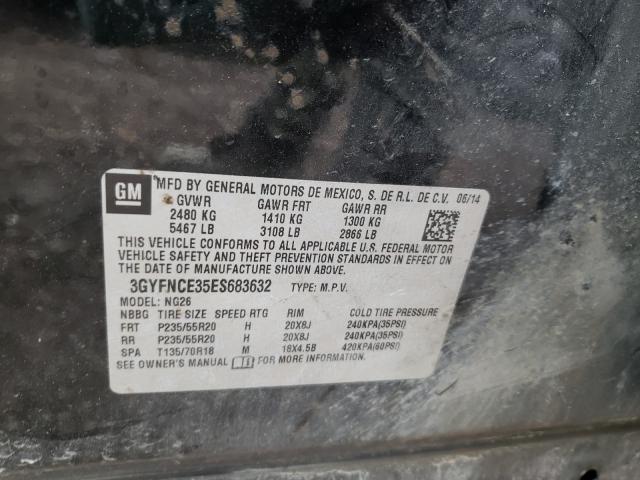 GM
MFD BY GENERAL MOTORS DE MEXICO, S. DE R.L. DE C.V. 06/14
GVWR GAWR FRT GAWR RR
2480 KG 1410 KG 1300 KG
5467 LB 3108 LB 2866 LB
THIS VEHICLE CONFORMS TO ALL APPLICABLE U.S. FEDERAL MOTOR
VEHICLE SAFETY AND THEFT PREVENTION STANDARDS IN EFFECT ON
THE DATE OF MANUFACTURE SHOWN ABOVE.
3GYFNCE35ES683632 TYPE: M.P.V.
MODEL: NG26
NBBG TIRE SIZE SPEED RTG RIM COLD TIRE PRESSURE
FRT P235/55R20 H 20X8J 240KPA(35PSI)
RR P235/55R20 H 20X8J 240KPA(35PSI)
SPA T135/70R18 M 18X4.5B 420KPA(60PSI)
SEE OWNER'S MANUAL FOR MORE INFORMATION.